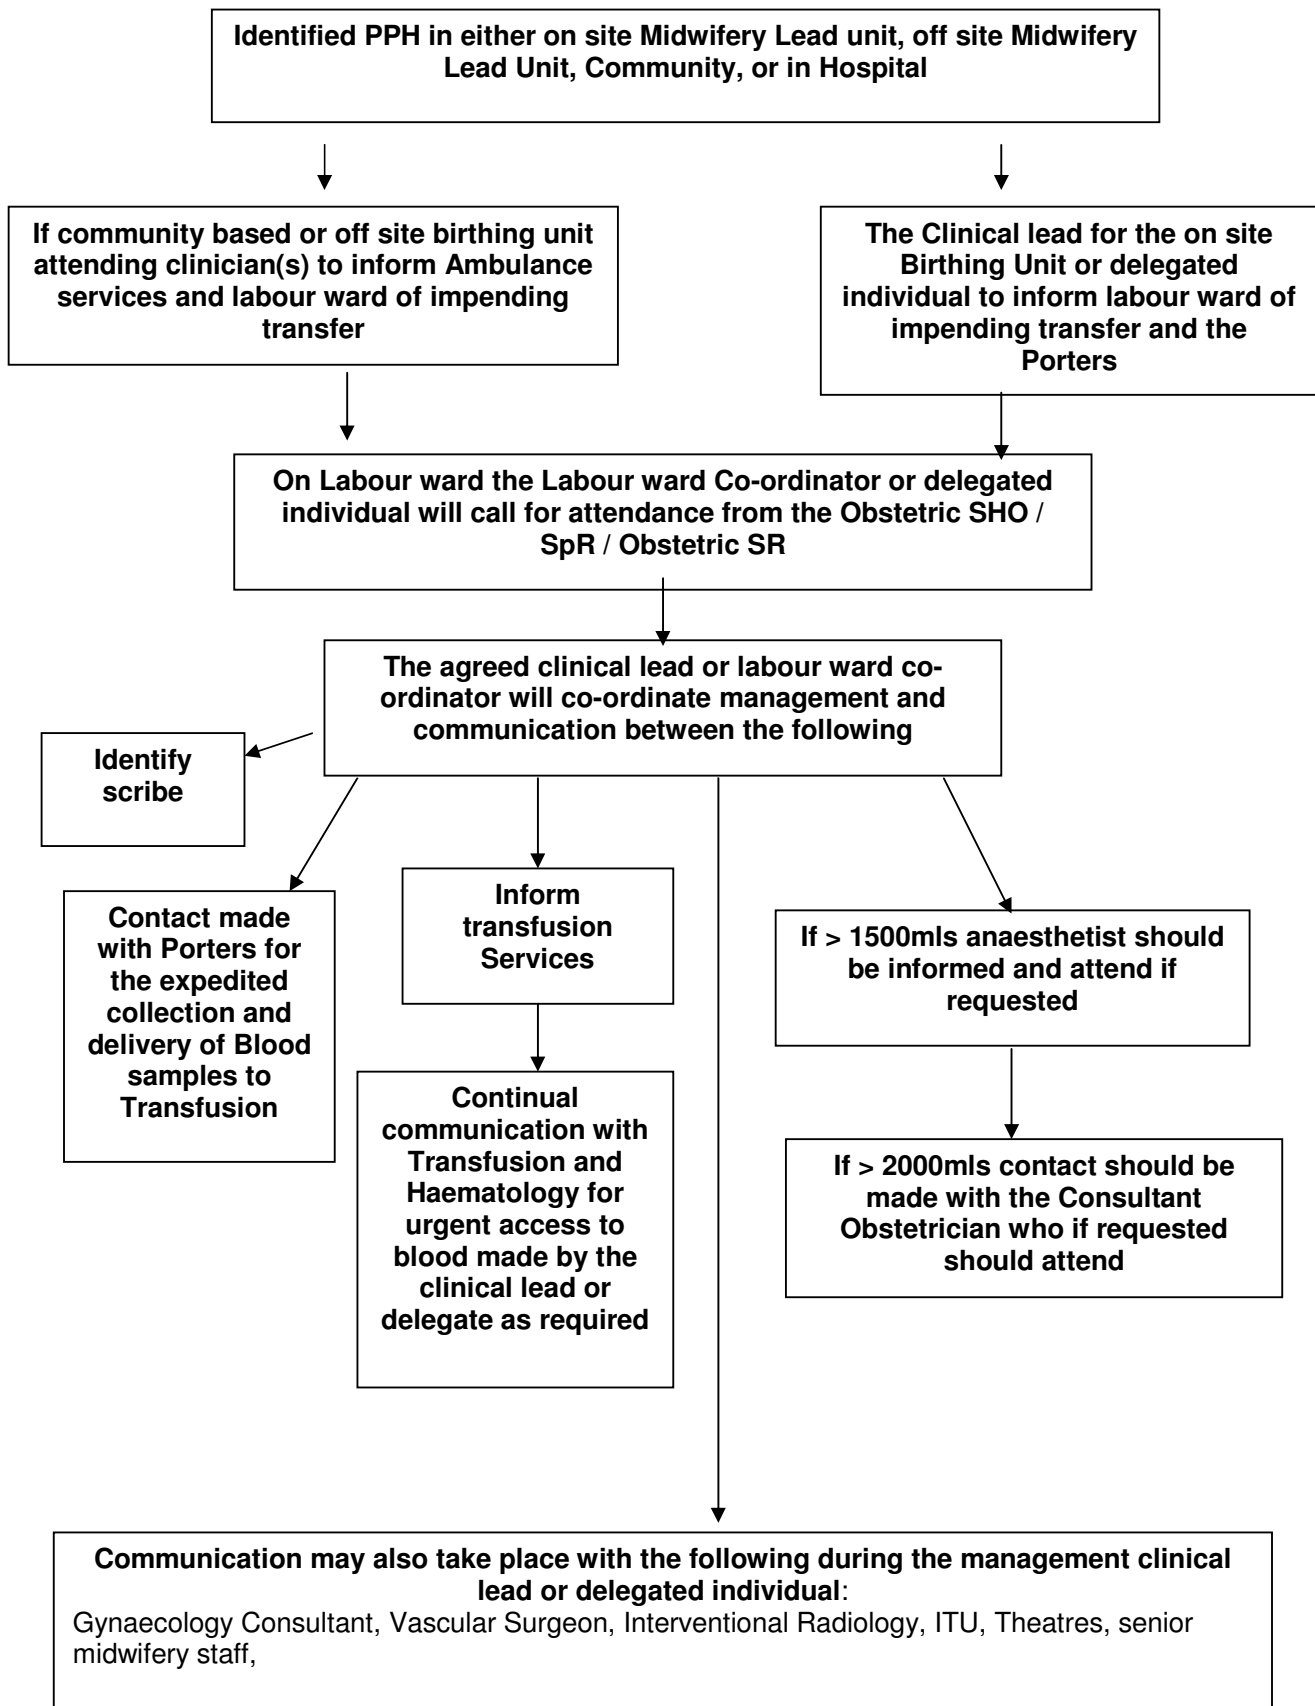 Identified PPH in either on site Midwifery Lead unit, off site Midwifery
Lead Unit, Community, or in Hospital
If community based or off site birthing unit
attending clinician(s) to inform Ambulance
services and labour ward of impending
transfer
The Clinical lead for the on site
Birthing Unit or delegated
individual to inform labour ward of
impending transfer and the
Porters
On Labour ward the Labour ward Co-ordinator or delegated
individual will call for attendance from the Obstetric SHO /
SpR / Obstetric SR
The agreed clinical lead or labour ward co-
ordinator will co-ordinate management and
communication between the following
Identify
scribe
Contact made
with Porters for
the expedited
collection and
delivery of Blood
samples to
Transfusion
Inform
transfusion
Services
Continual
communication with
Transfusion and
Haematology for
urgent access to
blood made by the
clinical lead or
delegate as required
If > 1500mls anaesthetist should
be informed and attend if
requested
If > 2000mls contact should be
made with the Consultant
Obstetrician who if requested
should attend
Communication may also take place with the following during the management clinical
lead or delegated individual:
Gynaecology Consultant, Vascular Surgeon, Interventional Radiology, ITU, Theatres, senior
midwifery staff,